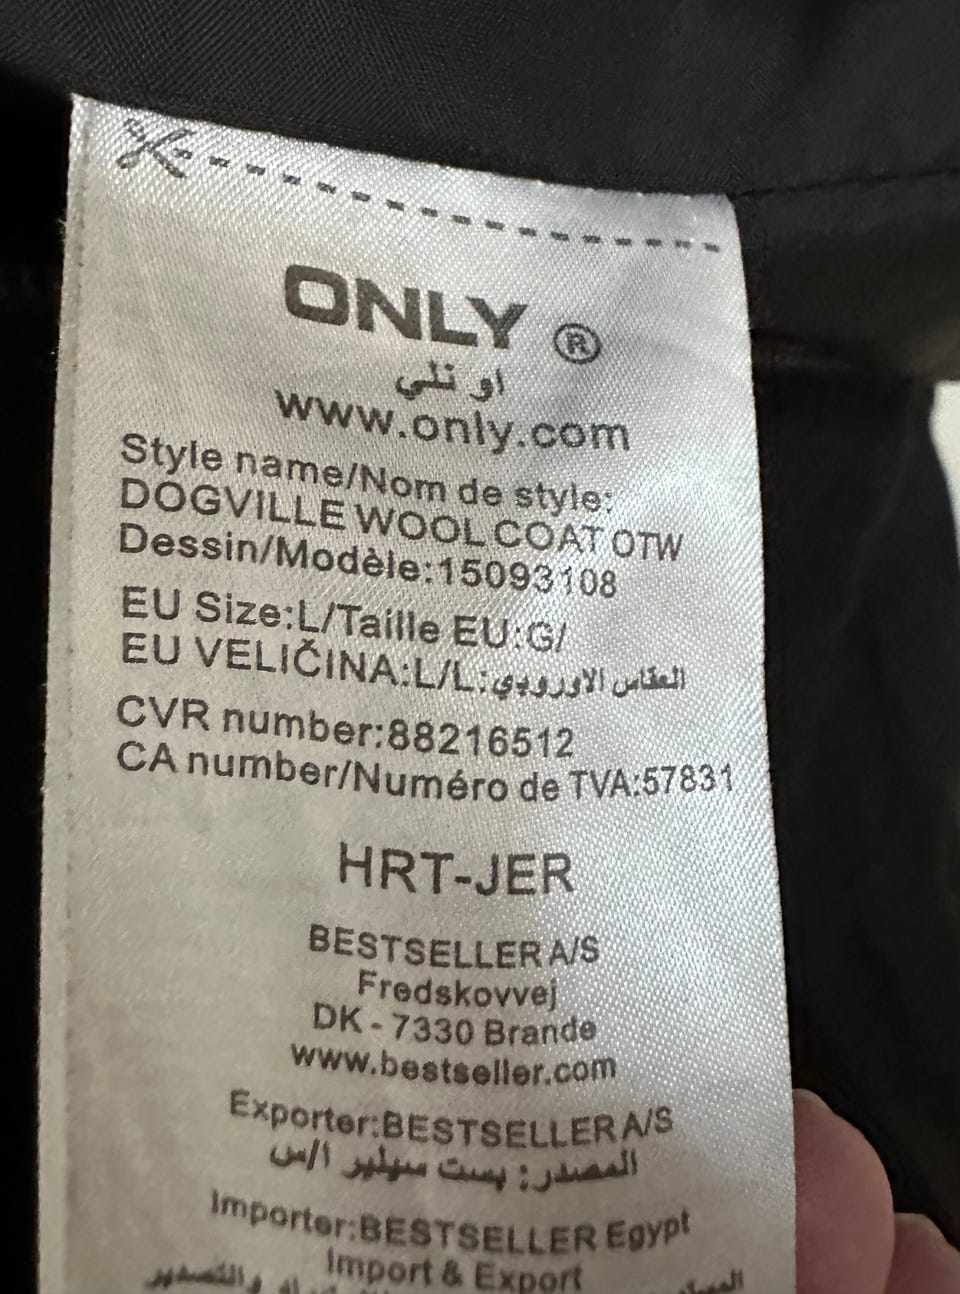 ONLY ®
او نلي
www.only.com
Style name/Nom de style:
DOGVILLE WOOL COAT OTW
Dessin/Modèle:15093108
EU Size:L/Taille EU:G/
EU VELIČINA:L/L:المقاس الاوروبي
CVR number:88216512
CA number/Numéro de TVA:57831
HRT-JER
BESTSELLER A/S
Fredskovvej
DK - 7330 Brande
www.bestseller.com
Exporter:BESTSELLER A/S
المصدر: بست سيلير ا/س
Importer:BESTSELLER Egypt
Import & Export